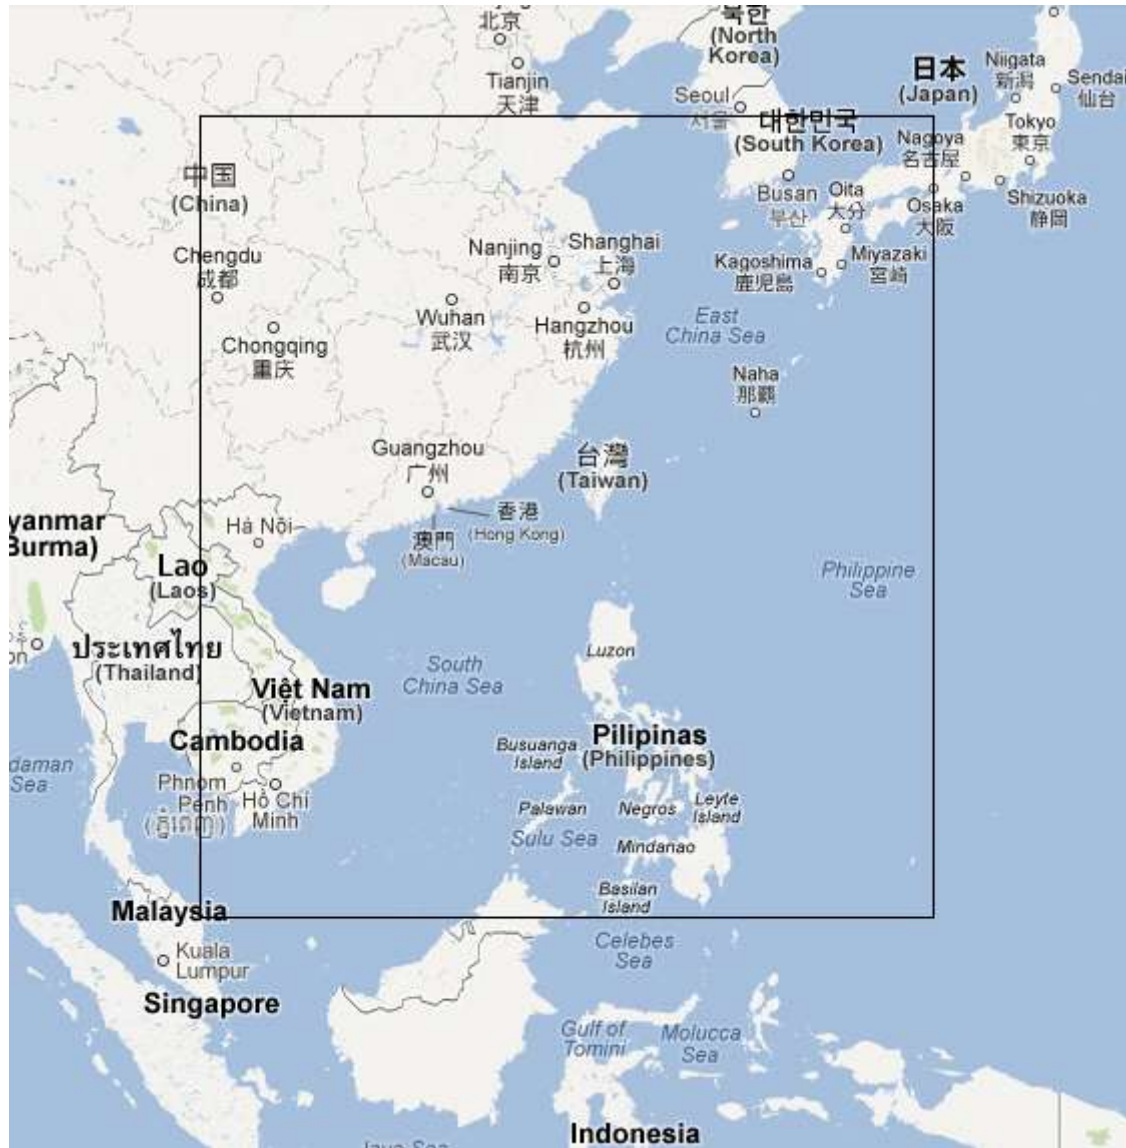 北京
북한
(North
Korea)
Tianjin
天津
Seoul
서울
日本
(Japan)
Niigata
新潟
Sendai
仙台
대한민국
(South Korea)
Nagoya
名古屋
Tokyo
東京
中国
(China)
Busan
부산
Oita
大分
Osaka
大阪
Shizuoka
静岡
Chengdu
成都
Nanjing
南京
Shanghai
上海
Kagoshima
鹿児島
Miyazaki
宮崎
Wuhan
武汉
Hangzhou
杭州
Chongqing
重庆
East
China Sea
Naha
那覇
Guangzhou
广州
台灣
(Taiwan)
yanmar
Burma)
Hà Nội
香港
(Hong Kong)
澳門
(Macau)
Lao
(Laos)
Philippine
Sea
ประเทศไทย
(Thailand)
Luzon
South
China Sea
Việt Nam
(Vietnam)
Cambodia
Pilipinas
(Philippines)
Busuanga
Island
daman
Sea
Phnom
Penh
Hồ Chí
Minh
Palawan
Negros
Leyte
Island
Sulu Sea
Mindanao
Basilan
Island
Malaysia
Celebes
Sea
Kuala
Lumpur
Singapore
Gulf of
Tomini
Molucca
Sea
Indonesia
Java Sea